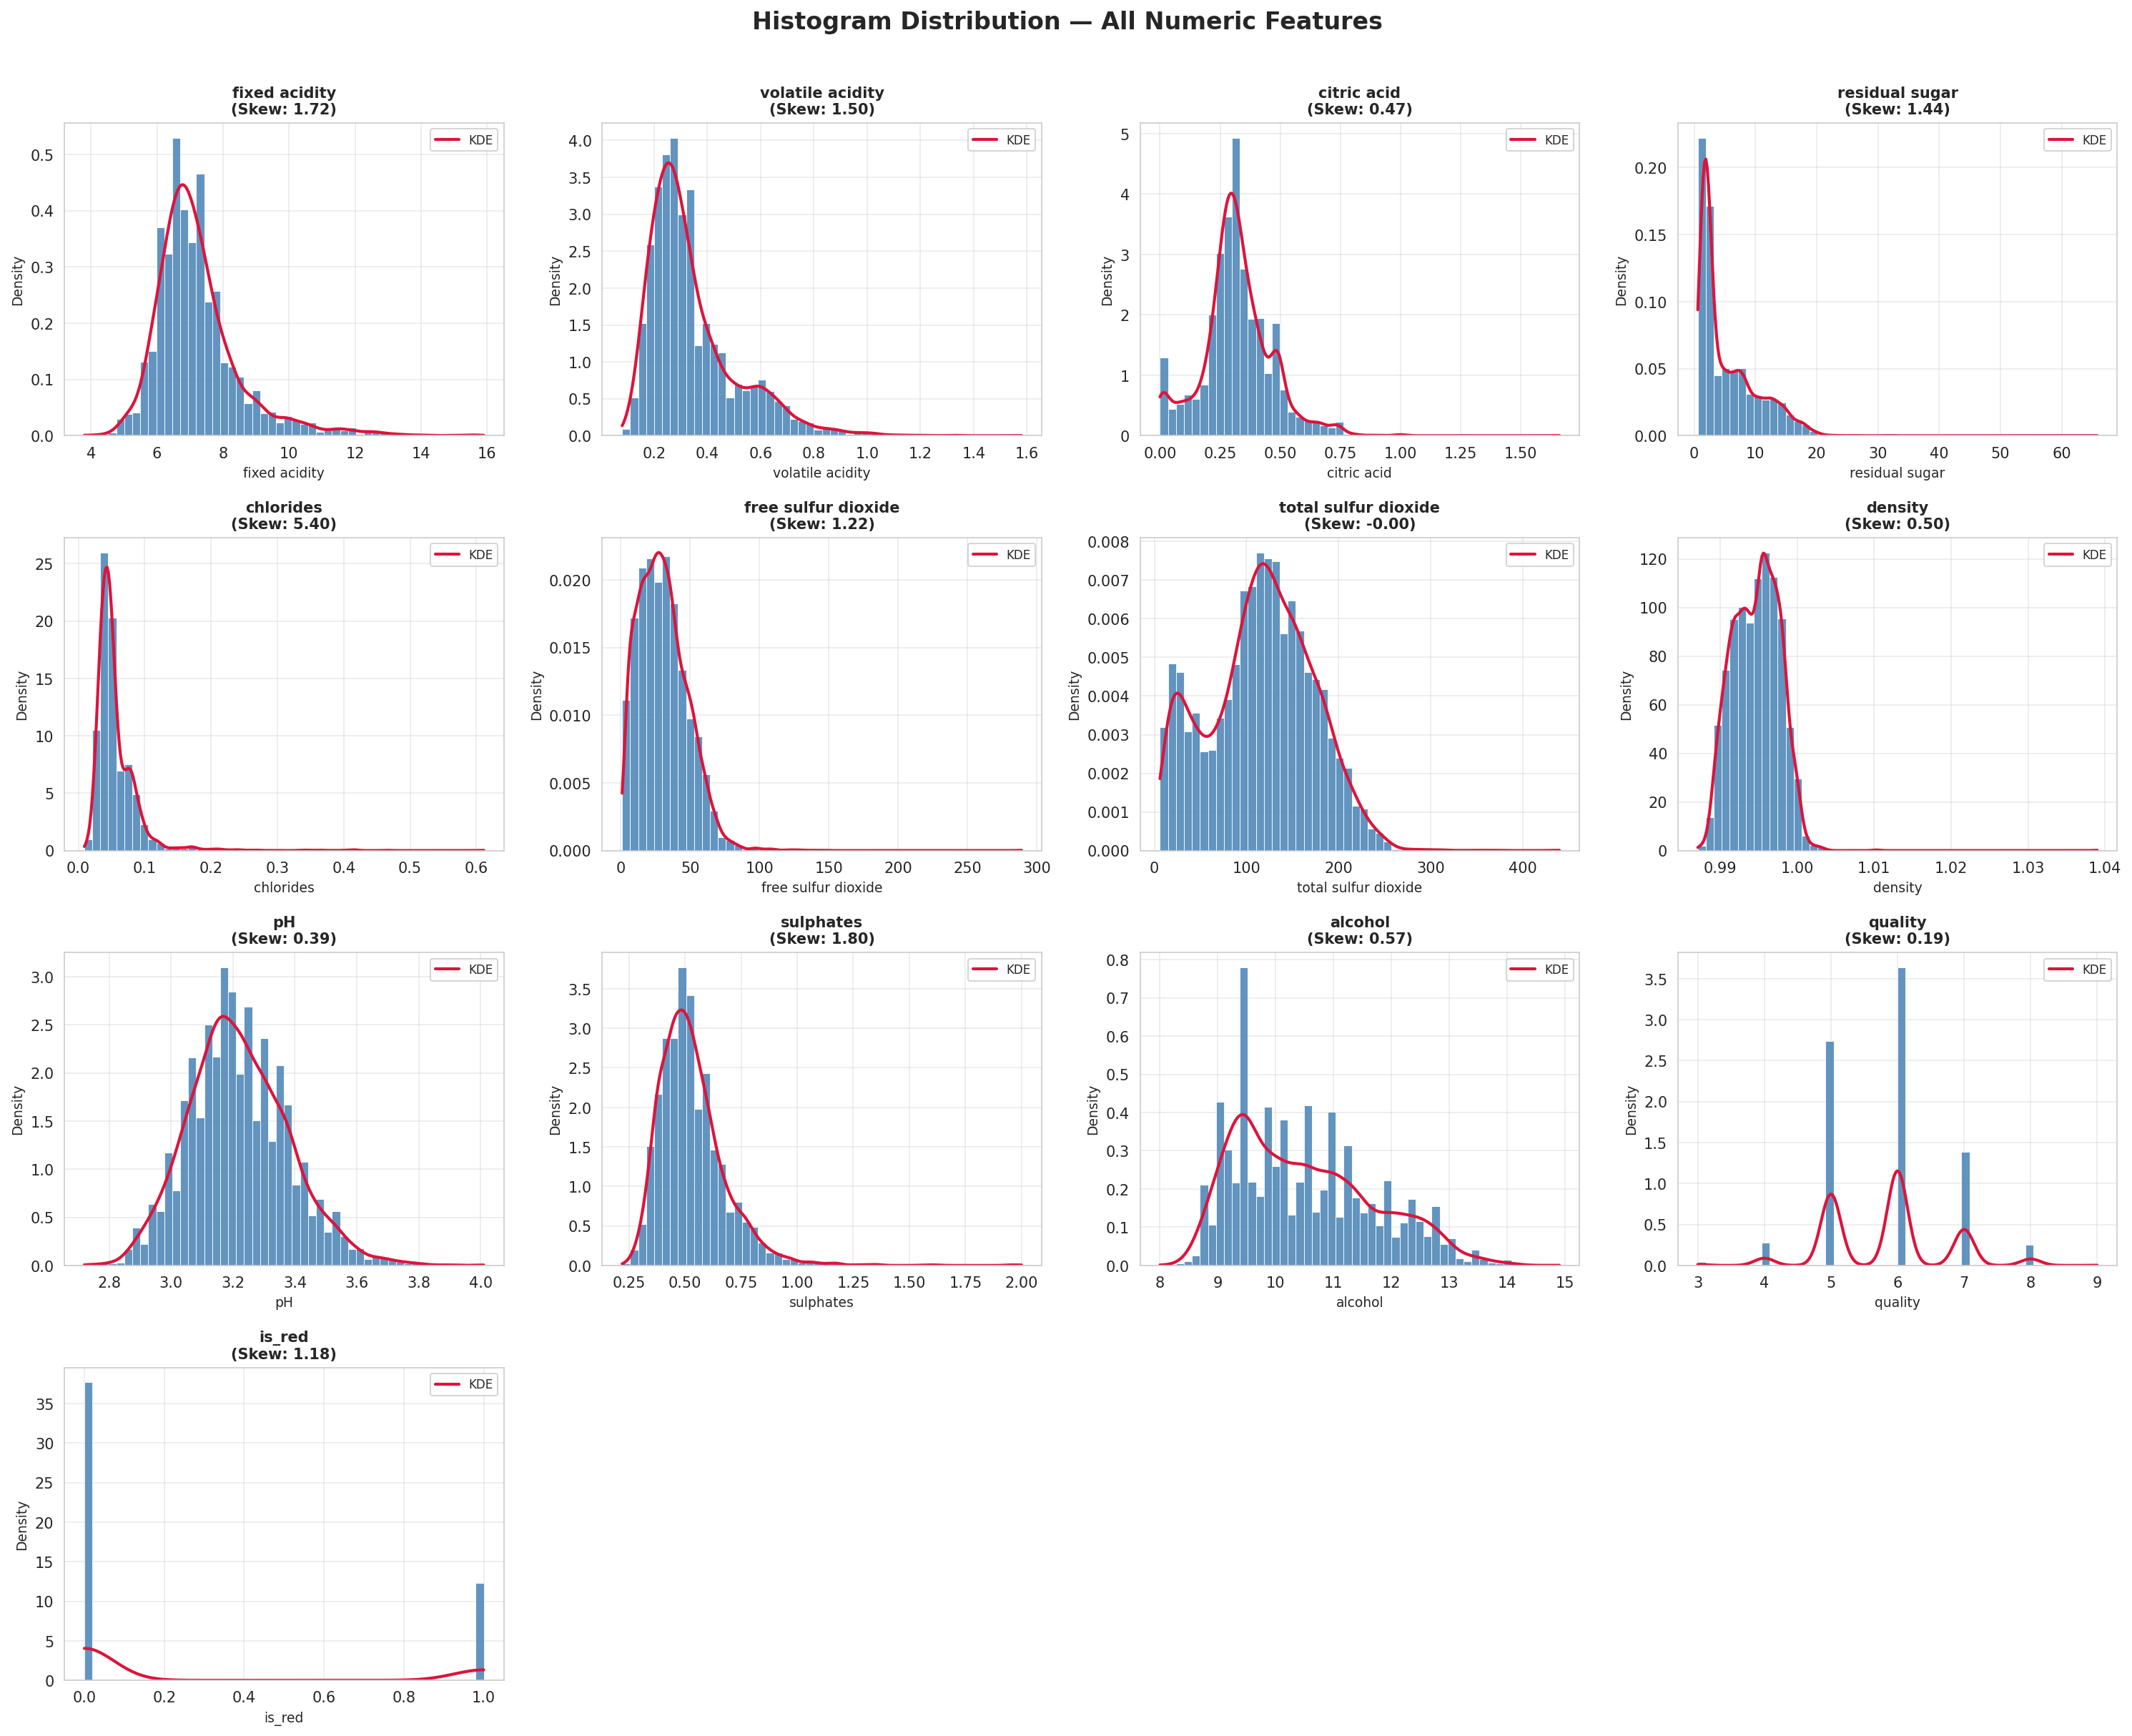 Histogram Distribution — All Numeric Features
fixed acidity
(Skew: 1.72)
KDE
0.5
0.4
0.3
0.2
0.1
0.0
Density
4 6 8 10 12 14 16
fixed acidity
volatile acidity
(Skew: 1.50)
KDE
4.0
3.5
3.0
2.5
2.0
1.5
1.0
0.5
0.0
Density
0.2 0.4 0.6 0.8 1.0 1.2 1.4 1.6
volatile acidity
citric acid
(Skew: 0.47)
KDE
5
4
3
2
1
0
Density
0.00 0.25 0.50 0.75 1.00 1.25 1.50
citric acid
residual sugar
(Skew: 1.44)
KDE
0.20
0.15
0.10
0.05
0.00
Density
0 10 20 30 40 50 60
residual sugar
chlorides
(Skew: 5.40)
KDE
25
20
15
10
5
0
Density
0.0 0.1 0.2 0.3 0.4 0.5 0.6
chlorides
free sulfur dioxide
(Skew: 1.22)
KDE
0.020
0.015
0.010
0.005
0.000
Density
0 50 100 150 200 250 300
free sulfur dioxide
total sulfur dioxide
(Skew: -0.00)
KDE
0.008
0.007
0.006
0.005
0.004
0.003
0.002
0.001
0.000
Density
0 100 200 300 400
total sulfur dioxide
density
(Skew: 0.50)
KDE
120
100
80
60
40
20
0
Density
0.99 1.00 1.01 1.02 1.03 1.04
density
pH
(Skew: 0.39)
KDE
3.0
2.5
2.0
1.5
1.0
0.5
0.0
Density
2.8 3.0 3.2 3.4 3.6 3.8 4.0
pH
sulphates
(Skew: 1.80)
KDE
3.5
3.0
2.5
2.0
1.5
1.0
0.5
0.0
Density
0.25 0.50 0.75 1.00 1.25 1.50 1.75 2.00
sulphates
alcohol
(Skew: 0.57)
KDE
0.8
0.7
0.6
0.5
0.4
0.3
0.2
0.1
0.0
Density
8 9 10 11 12 13 14 15
alcohol
quality
(Skew: 0.19)
KDE
3.5
3.0
2.5
2.0
1.5
1.0
0.5
0.0
Density
3 4 5 6 7 8 9
quality
is_red
(Skew: 1.18)
KDE
35
30
25
20
15
10
5
0
Density
0.0 0.2 0.4 0.6 0.8 1.0
is_red